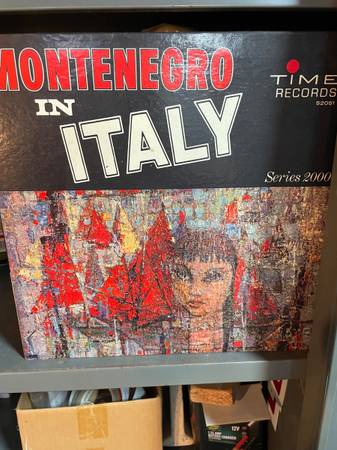 MONTENEGRO
IN
ITALY
TIME
RECORDS
S2051
Series 2000
12V